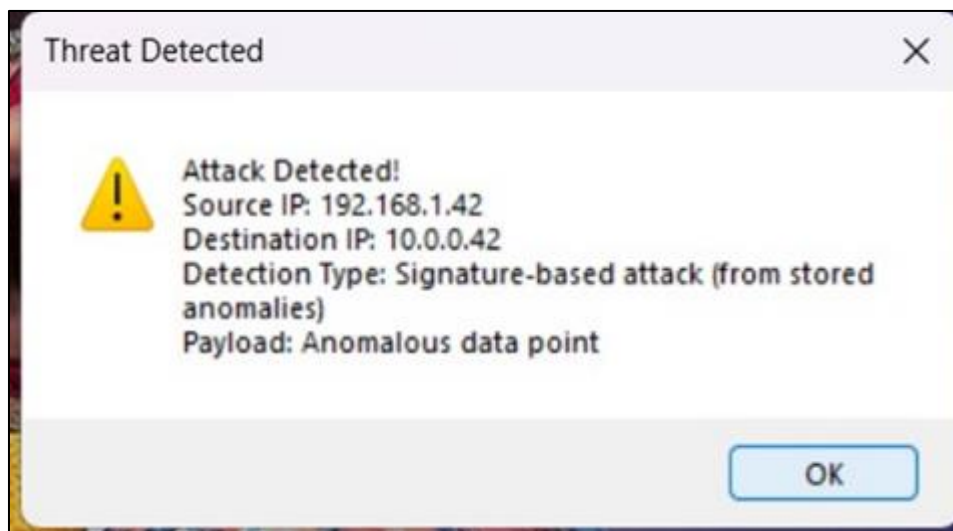 Threat Detected
Attack Detected!
Source IP: 192.168.1.42
Destination IP: 10.0.0.42
Detection Type: Signature-based attack (from stored
anomalies)
Payload: Anomalous data point
OK